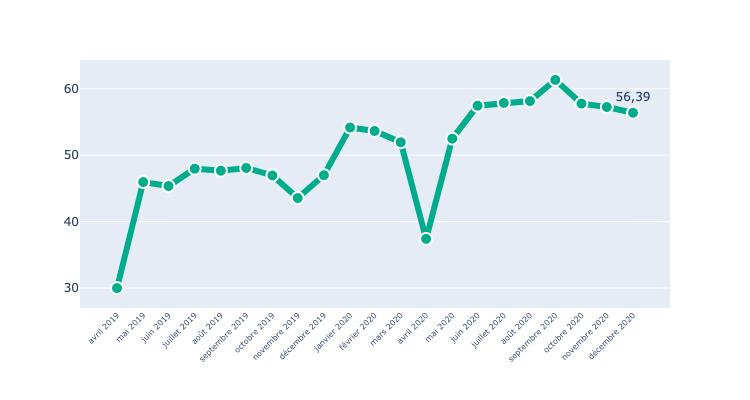 60
56,39
50
40
30
avril 2019
mai 2019
juin 2019
juillet 2019
août 2019
septembre 2019
octobre 2019
novembre 2019
décembre 2019
janvier 2020
février 2020
mars 2020
avril 2020
mai 2020
juin 2020
juillet 2020
août 2020
septembre 2020
octobre 2020
novembre 2020
décembre 2020